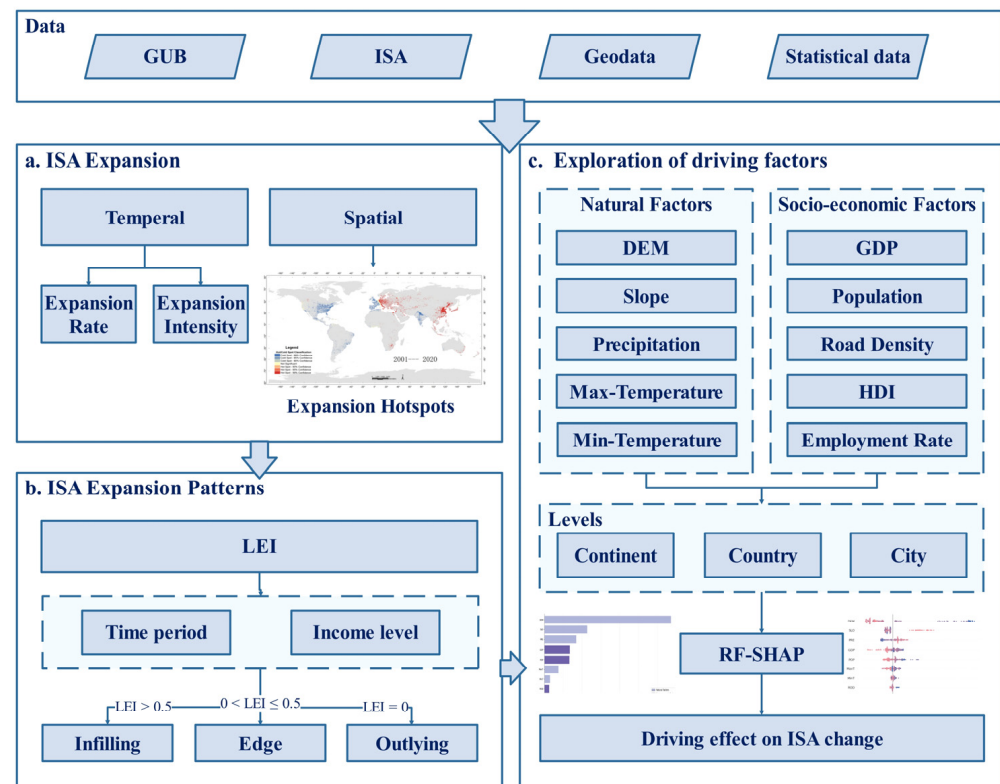 Data
GUB
ISA
Geodata
Statistical data
a. ISA Expansion
Temperal
Spatial
Expansion
Rate
Expansion
Intensity
Legend
2001---- 2020
Expansion Hotspots
b. ISA Expansion Patterns
LEI
Time period
Income level
LEI > 0.5
0 < LEI ≤ 0.5
LEI = 0
Infilling
Edge
Outlying
c. Exploration of driving factors
Natural Factors
DEM
Slope
Precipitation
Max-Temperature
Min-Temperature
Socio-economic Factors
GDP
Population
Road Density
HDI
Employment Rate
Levels
Continent
Country
City
RF-SHAP
Driving effect on ISA change